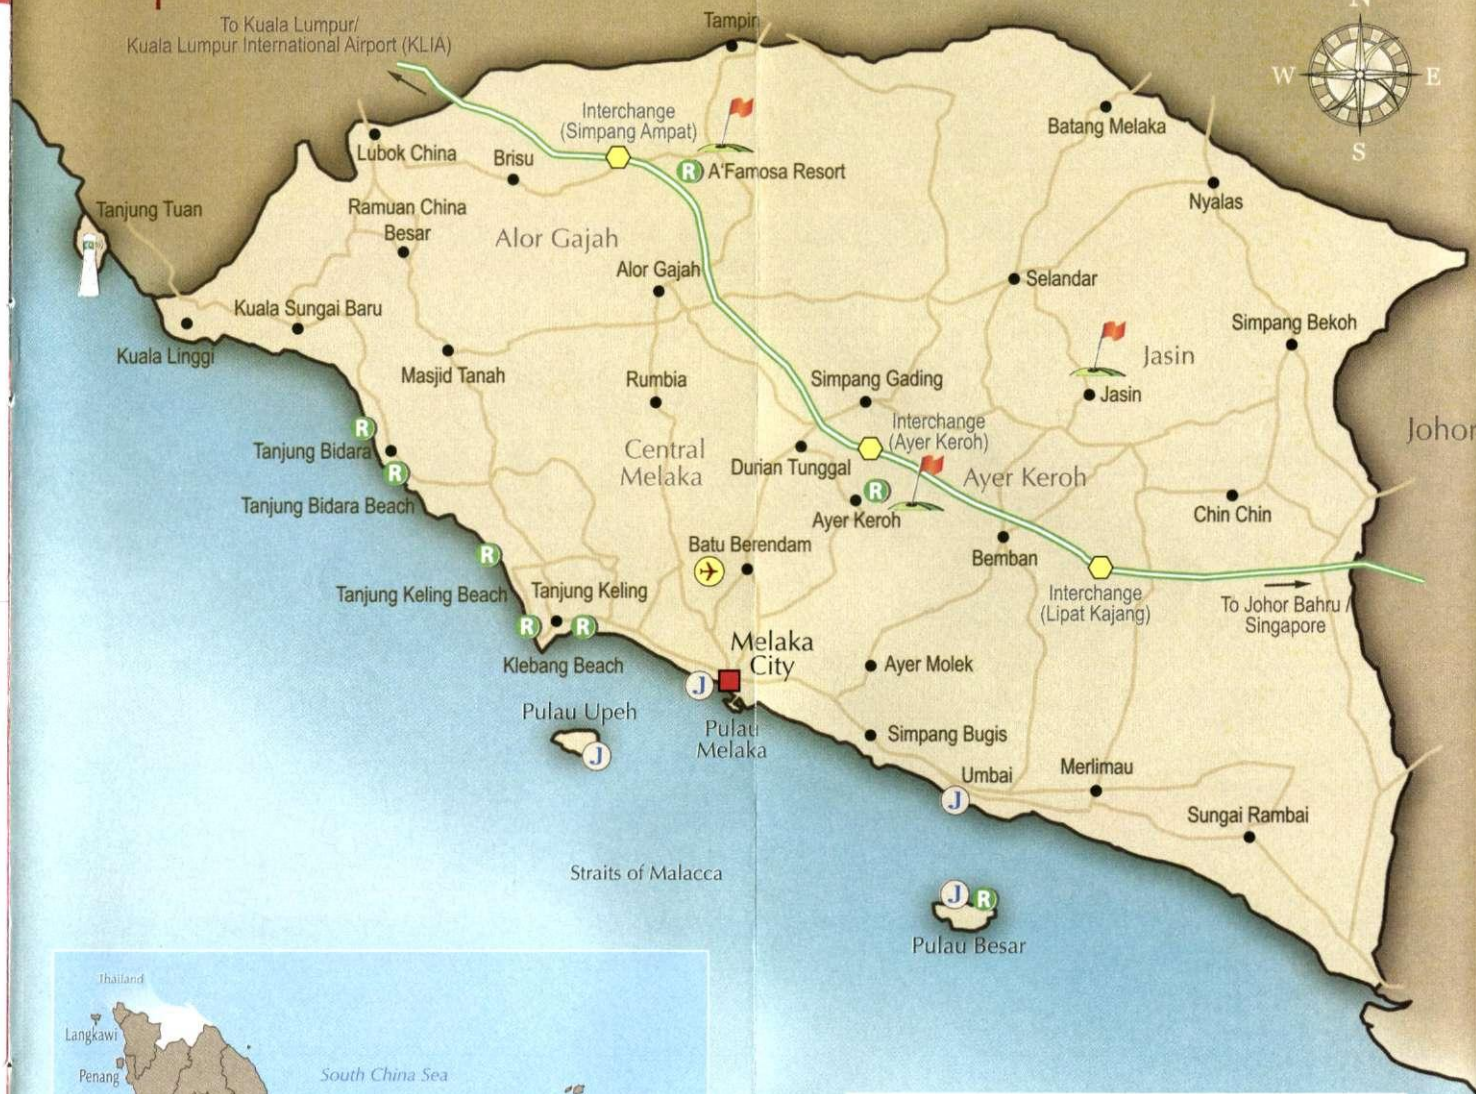 To Kuala Lumpur/
Kuala Lumpur International Airport (KLIA)
Tampin
N
W
E
S
Interchange
(Simpang Ampat)
Batang Melaka
Lubok China
Brisu
R
A'Famosa Resort
Nyalas
Tanjung Tuan
Ramuan China
Besar
Alor Gajah
Alor Gajah
Selandar
Kuala Sungai Baru
Simpang Bekoh
Kuala Linggi
Masjid Tanah
Rumbia
Simpang Gading
Jasin
Jasin
Johor
R
Tanjung Bidara
R
Tanjung Bidara Beach
Central
Melaka
Interchange
(Ayer Keroh)
Durian Tunggal
Ayer Keroh
R
Ayer Keroh
Chin Chin
R
Batu Berendam
Bemban
Tanjung Keling Beach
Tanjung Keling
Interchange
(Lipat Kajang)
To Johor Bahru /
Singapore
R
R
Klebang Beach
Melaka
City
J
Ayer Molek
Pulau Upeh
J
Pulau
Melaka
Simpang Bugis
Umbai
J
Merlimau
Sungai Rambai
Straits of Malacca
J
R
Pulau Besar
Thailand
Langkawi
Penang
South China Sea